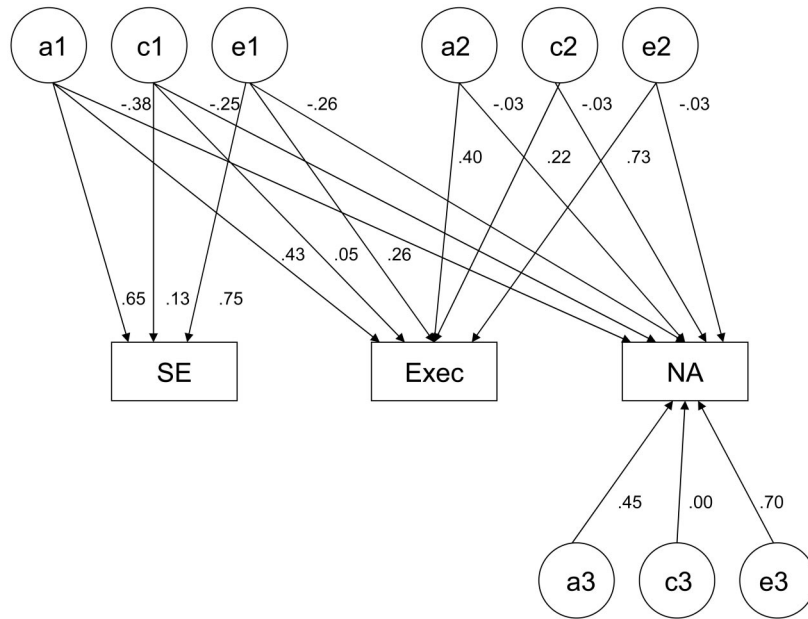 a1 c1 e1 a2 c2 e2
-.38 -.25 -.26 -.03 -.03 -.03
.40 .22 .73
.43 .05 .26
.65 .13 .75
SE Exec NA
.45 .00 .70
a3 c3 e3